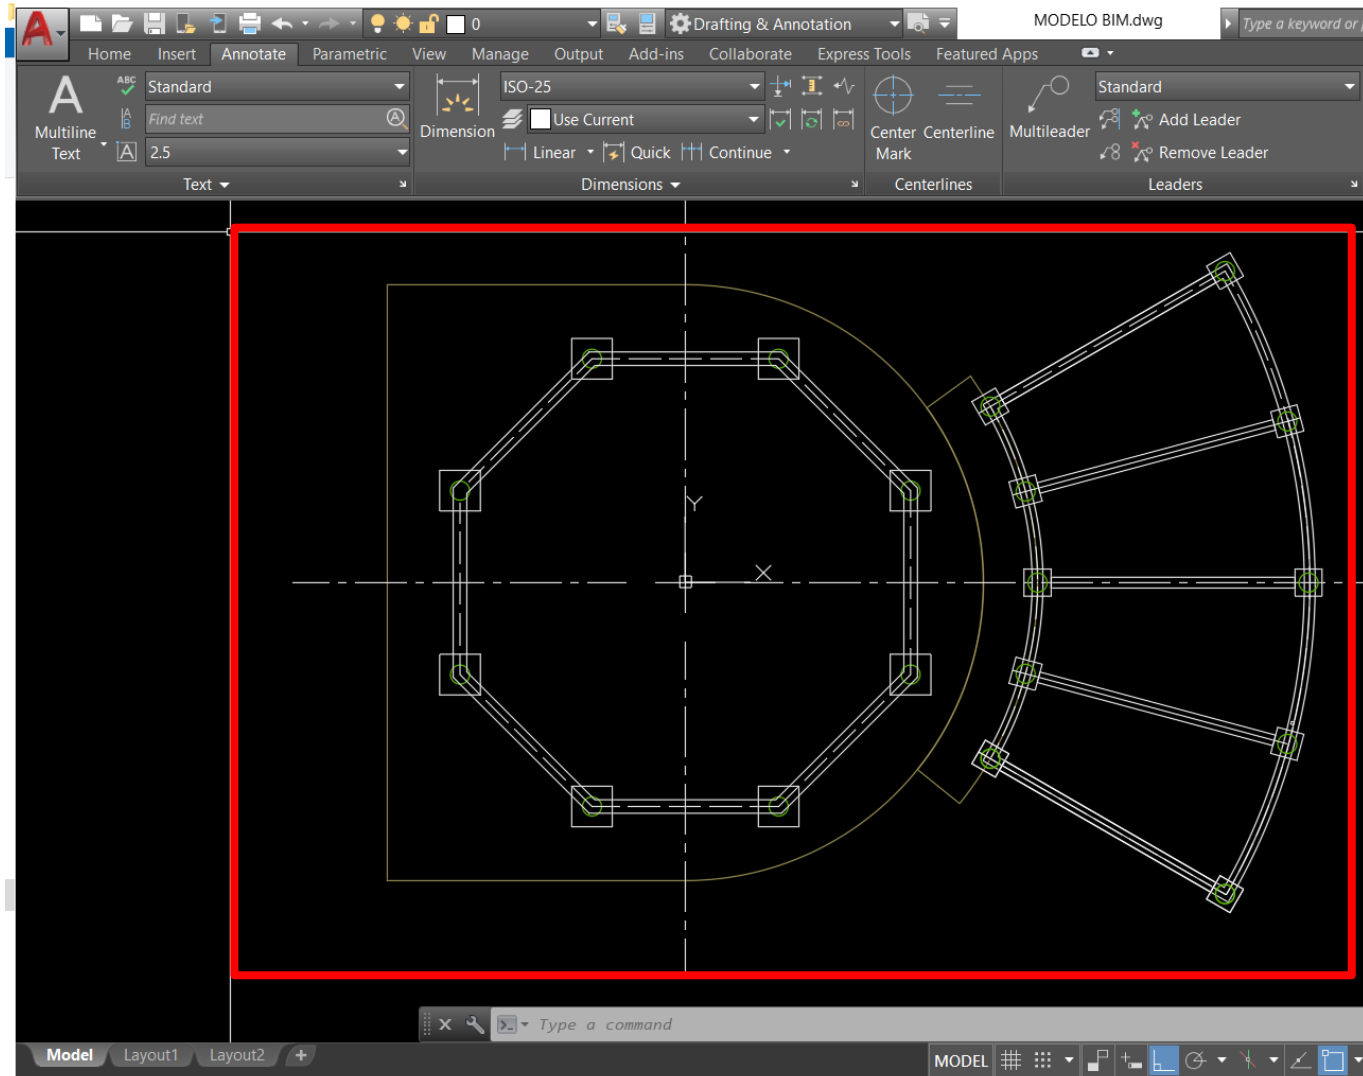 0
Drafting & Annotation
MODELO BIM.dwg
Type a keyword or
Home Insert Annotate Parametric View Manage Output Add-ins Collaborate Express Tools Featured Apps
A
Multiline
Text
ABC
Standard
Find text
2.5
Text
Dimension
ISO-25
Use Current
Linear Quick Continue
Dimensions
Center
Mark
Centerline
Centerlines
Multileader
Standard
Add Leader
Remove Leader
Leaders
Y
X
Type a command
Model Layout1 Layout2 +
MODEL